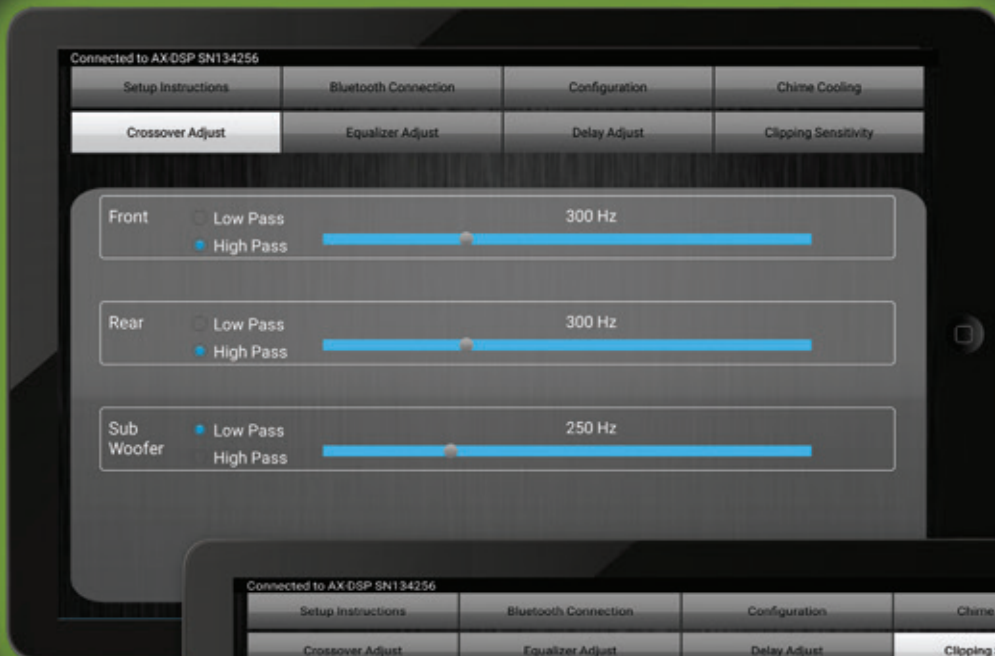 Connected to AX-DSP SN134256
Setup Instructions Bluetooth Connection Configuration Chime Cooling
Crossover Adjust Equalizer Adjust Delay Adjust Clipping Sensitivity
Front Low Pass 300 Hz
High Pass
Rear Low Pass 300 Hz
High Pass
Sub Low Pass 250 Hz
Woofer High Pass
Connected to AX-DSP SN134256
Setup Instructions Bluetooth Connection Configuration Chime
Crossover Adjust Equalizer Adjust Delay Adjust Clipping